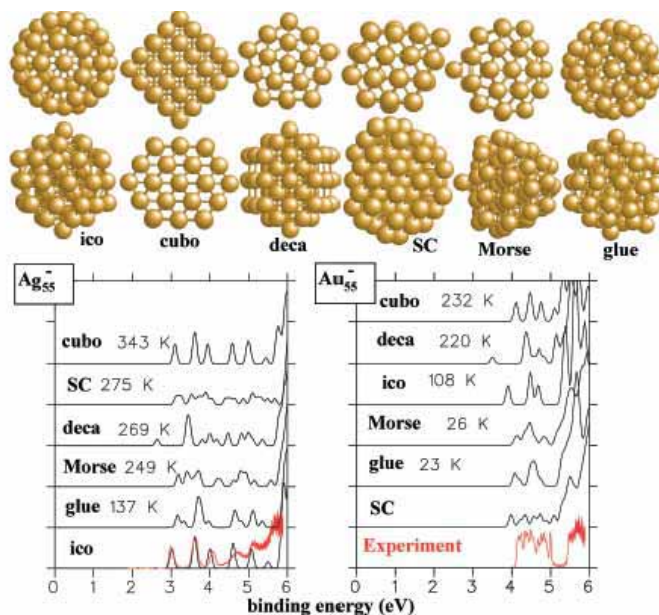 ico cubo deca SC Morse glue
Ag55-
cubo 343 K
SC 275 K
deca 269 K
Morse 249 K
glue 137 K
ico
0 1 2 3 4 5 6
Au55-
cubo 232 K
deca 220 K
ico 108 K
Morse 26 K
glue 23 K
SC
Experiment
0 1 2 3 4 5 6
binding energy (eV)